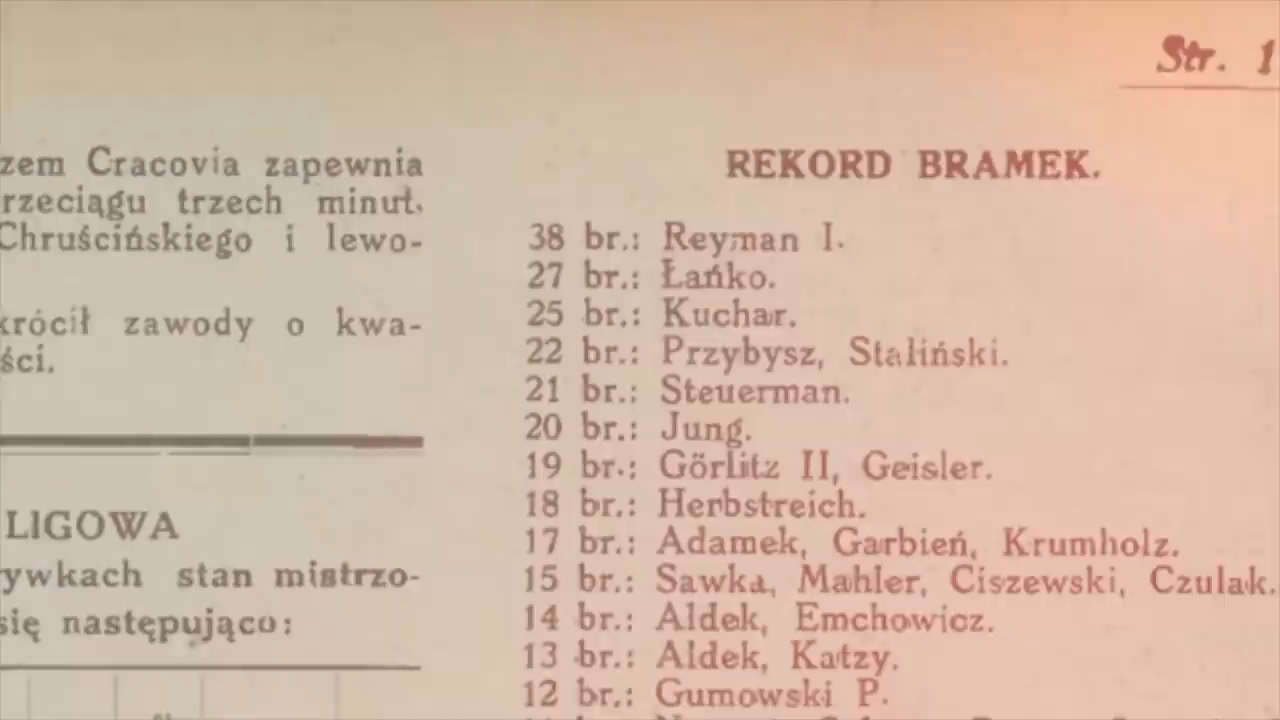 Str. 1
zem Cracovia zapewnia
rzeciągu trzech minut.
Chruścińskiego i lewo-
krócił zawody o kwa-
ści.
LIGOWA
ywkach stan mistrzo-
się następująco:
REKORD BRAMEK.
38 br.: Reyman I.
27 br.: Łańko.
25 br.: Kuchar.
22 br.: Przybysz, Staliński.
21 br.: Steuerman.
20 br.: Jung.
19 br.: Görlitz II, Geisler.
18 br.: Herbstreich.
17 br.: Adamek, Garbień, Krumholz.
15 br.: Sawka, Mahler, Ciszewski, Czulak.
14 br.: Aldek, Emchowicz.
13 br.: Aldek, Katzy.
12 br.: Gumowski P.